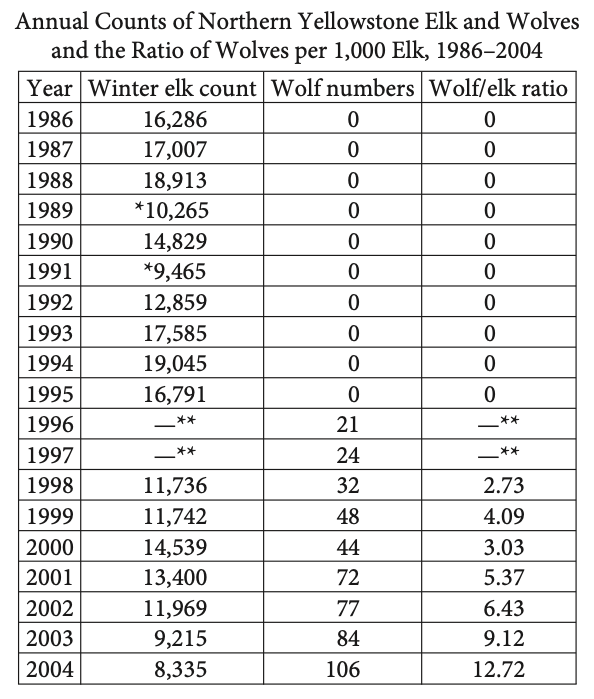 Annual Counts of Northern Yellowstone Elk and Wolves
and the Ratio of Wolves per 1,000 Elk, 1986–2004
Year Winter elk count Wolf numbers Wolf/elk ratio
1986 16,286 0 0
1987 17,007 0 0
1988 18,913 0 0
1989 *10,265 0 0
1990 14,829 0 0
1991 *9,465 0 0
1992 12,859 0 0
1993 17,585 0 0
1994 19,045 0 0
1995 16,791 0 0
1996 —** 21 —**
1997 —** 24 —**
1998 11,736 32 2.73
1999 11,742 48 4.09
2000 14,539 44 3.03
2001 13,400 72 5.37
2002 11,969 77 6.43
2003 9,215 84 9.12
2004 8,335 106 12.72